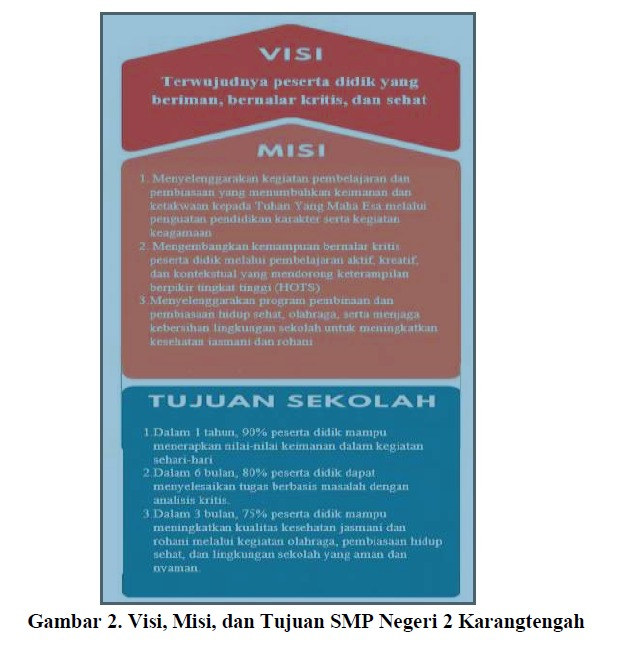 VISI
Terwujudnya peserta didik yang
beriman, bernalar kritis, dan sehat
MISI
1. Menyelenggarakan kegiatan pembelajaran dan
pembiasaan yang menumbuhkan keimanan dan
ketakwaan kepada Tuhan Yang Maha Esa melalui
penguatan pendidikan karakter serta kegiatan
keagamaan
2. Mengembangkan kemampuan bernalar kritis
peserta didik melalui pembelajaran aktif, kreatif,
dan kontekstual yang mendorong keterampilan
berpikir tingkat tinggi (HOTS)
3.Menyelenggarakan program pembinaan dan
pembiasaan hidup sehat, olahraga, serta menjaga
kebersihan lingkungan sekolah untuk meningkatkan
kesehatan jasmani dan rohani
TUJUAN SEKOLAH
1.Dalam 1 tahun, 90% peserta didik mampu
menerapkan nilai-nilai keimanan dalam kegiatan
sehari-hari
2.Dalam 6 bulan, 80% peserta didik dapat
menyelesaikan tugas berbasis masalah dengan
analisis kritis.
3.Dalam 3 bulan, 75% peserta didik mampu
meningkatkan kualitas kesehatan jasmani dan
rohani melalui kegiatan olahraga, pembiasaan hidup
sehat, dan lingkungan sekolah yang aman dan
nyaman.
Gambar 2. Visi, Misi, dan Tujuan SMP Negeri 2 Karangtengah